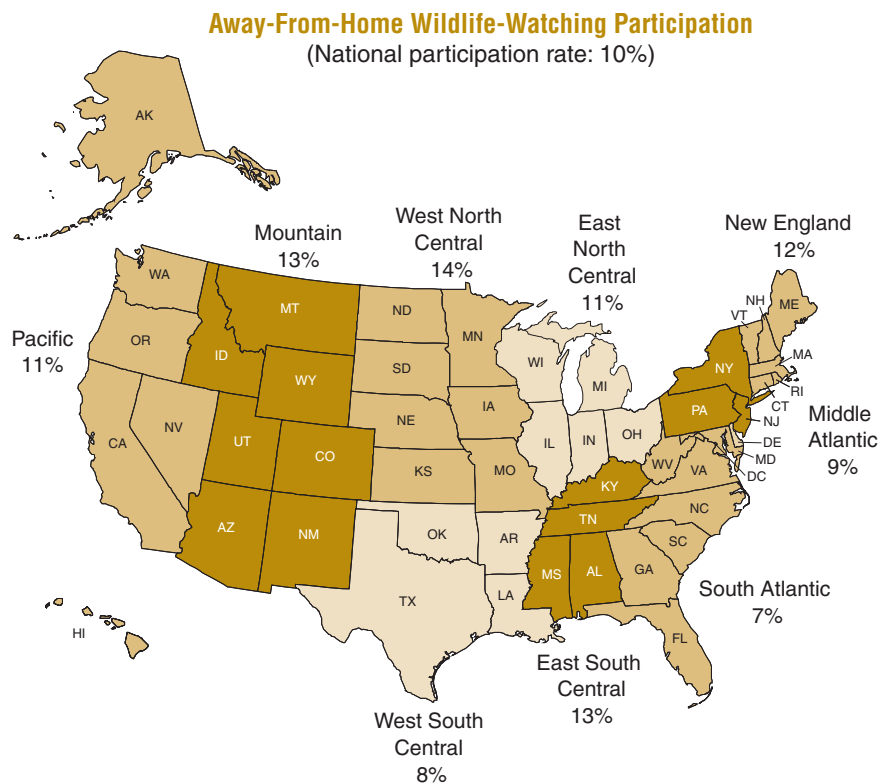 Away-From-Home Wildlife-Watching Participation
(National participation rate: 10%)
AK
Mountain
13%
West North
Central
14%
East
North
Central
11%
New England
12%
Pacific
11%
WA
OR
CA
NV
ID
MT
WY
UT
CO
AZ
NM
ND
SD
NE
KS
MN
IA
MO
WI
MI
IL
IN
OH
OK
TX
AR
LA
KY
TN
MS
AL
NY
PA
VT
NH
ME
MA
RI
CT
NJ
DE
MD
DC
WV
VA
NC
SC
GA
FL
HI
Middle
Atlantic
9%
South Atlantic
7%
East South
Central
13%
West South
Central
8%